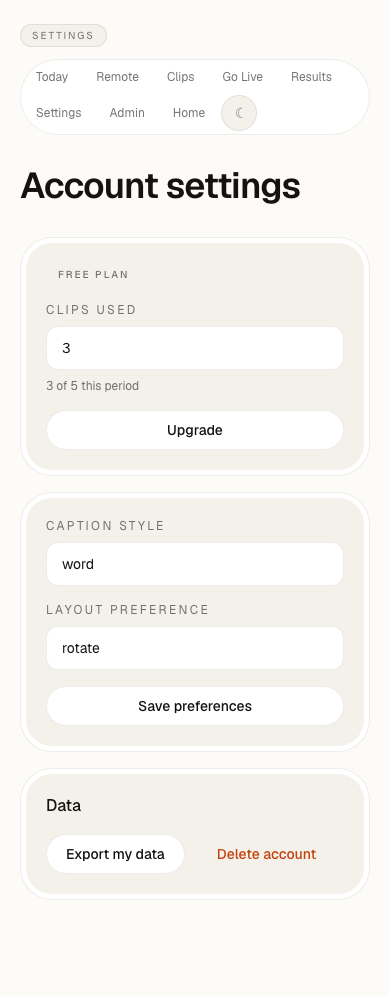 SETTINGS
Today Remote Clips Go Live Results
Settings Admin Home
Account settings
FREE PLAN
CLIPS USED
3
3 of 5 this period
Upgrade
CAPTION STYLE
word
LAYOUT PREFERENCE
rotate
Save preferences
Data
Export my data Delete account